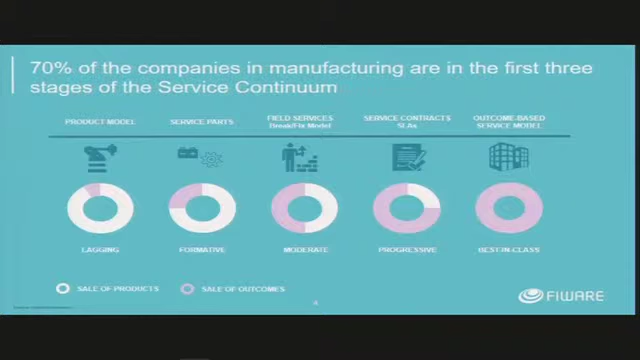 70% of the companies in manufacturing are in the first three
stages of the Service Continuum
PRODUCT MODEL
SERVICE PARTS
FIELD SERVICES
Break/Fix Model
SERVICE CONTRACTS
SLAs
OUTCOME-BASED
SERVICE MODEL
LAGGING
FORMATIVE
MODERATE
PROGRESSIVE
BEST-IN-CLASS
SALE OF PRODUCTS
SALE OF OUTCOMES
FIWARE